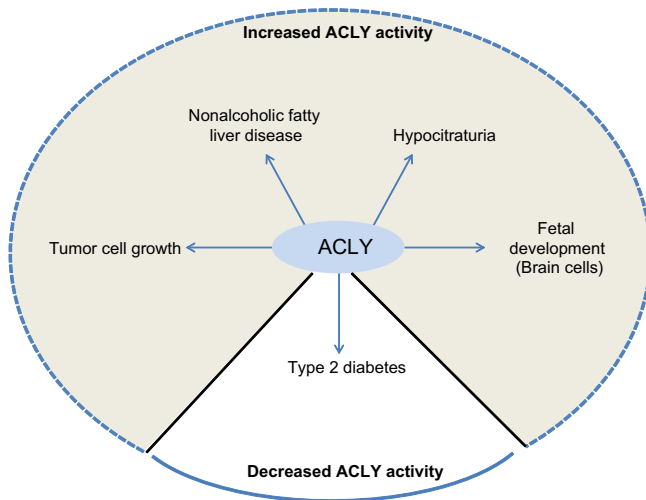 Increased ACLY activity
Nonalcoholic fatty
liver disease
Hypocitraturia
Tumor cell growth
ACLY
Fetal
development
(Brain cells)
Type 2 diabetes
Decreased ACLY activity